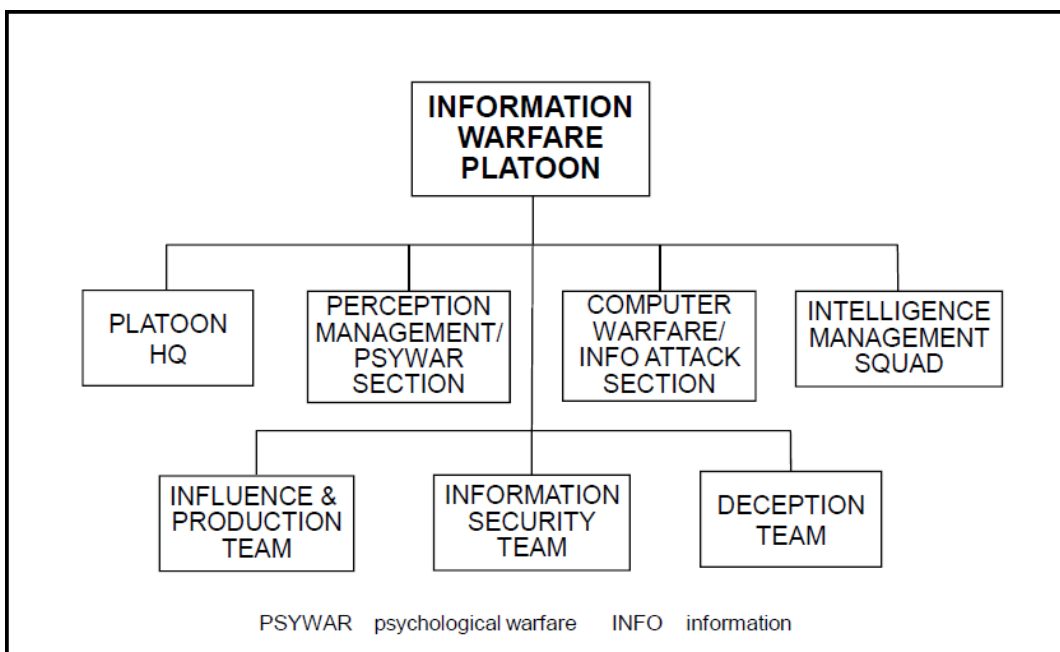 INFORMATION
WARFARE
PLATOON
PLATOON
HQ
PERCEPTION
MANAGEMENT/
PSYWAR
SECTION
COMPUTER
WARFARE/
INFO ATTACK
SECTION
INTELLIGENCE
MANAGEMENT
SQUAD
INFLUENCE &
PRODUCTION
TEAM
INFORMATION
SECURITY
TEAM
DECEPTION
TEAM
PSYWAR psychological warfare INFO information